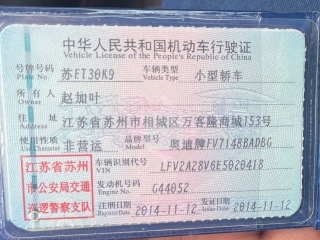 中华人民共和国机动车行驶证
Vehicle License of the People's Republic of China
号牌号码 苏ET30K9 车辆类型 小型轿车
Plate No. Vehicle Type
所有人 赵加叶
Owner
住址 江苏省苏州市相城区万客隆商城153号
Address
使用性质 非营运 品牌型号 奥迪牌FV7148BADBG
Use Character Model
江苏省苏州
市公安局交通
巡逻警察支队
车辆识别代号 LFV2A28V6E5020418
VIN
发动机号码 G44052
Engine No.
注册日期 2014-11-12 发证日期 2014-11-12
Register Date Issue Date